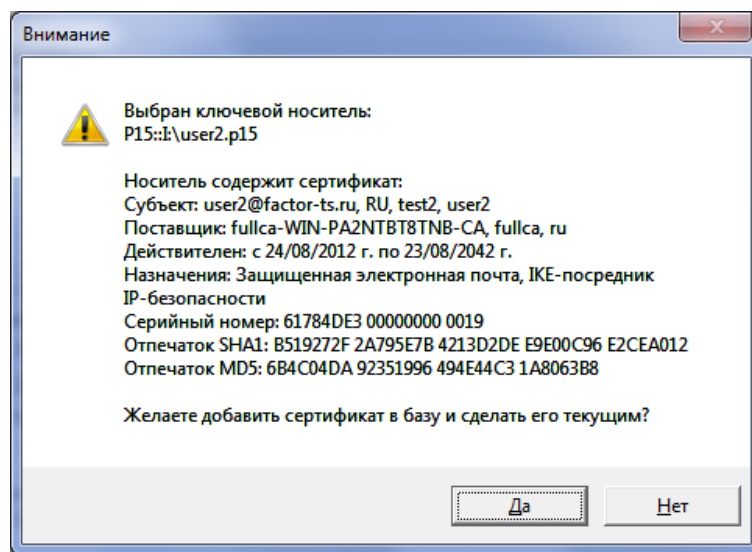 Внимание
Выбран ключевой носитель:
P15::I:\user2.p15
Носитель содержит сертификат:
Субъект: user2@factor-ts.ru, RU, test2, user2
Поставщик: fullca-WIN-PA2NTBT8TNB-CA, fullca, ru
Действителен: с 24/08/2012 г. по 23/08/2042 г.
Назначения: Защищенная электронная почта, IKE-посредник
IP-безопасности
Серийный номер: 61784DE3 00000000 0019
Отпечаток SHA1: B519272F 2A795E7B 4213D2DE E9E00C96 E2CEA012
Отпечаток MD5: 6B4C04DA 92351996 494E44C3 1A8063B8
Желаете добавить сертификат в базу и сделать его текущим?
Да
Нет